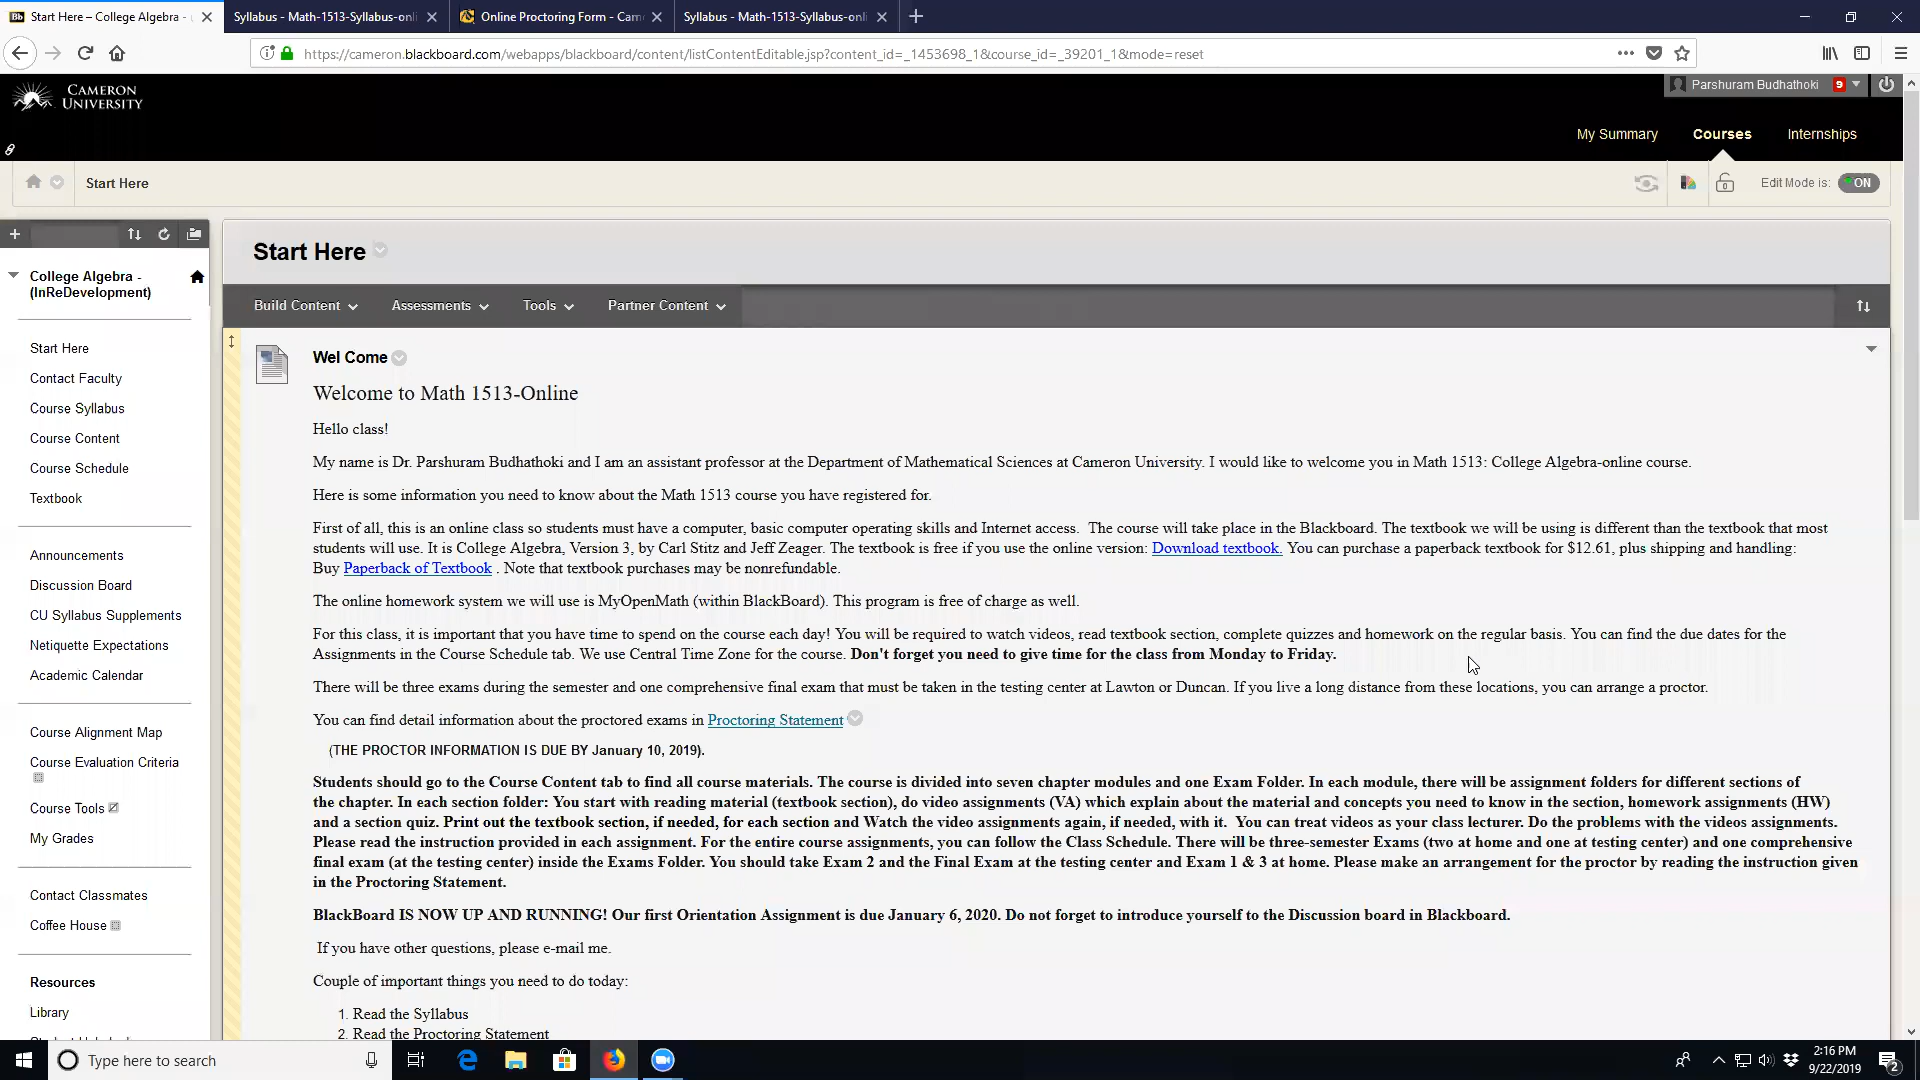 Start Here – College Algebra -
Syllabus - Math-1513-Syllabus-onli
Online Proctoring Form - Cam
Syllabus - Math-1513-Syllabus-onli
https://cameron.blackboard.com/webapps/blackboard/content/listContentEditable.jsp?content_id=_1453698_1&course_id=_39201_1&mode=reset
CAMERON
UNIVERSITY
Parshuram Budhathoki 9
My Summary
Courses
Internships
Start Here
Edit Mode is: ON
College Algebra -
(InReDevelopment)
Start Here
Contact Faculty
Course Syllabus
Course Content
Course Schedule
Textbook
Announcements
Discussion Board
CU Syllabus Supplements
Netiquette Expectations
Academic Calendar
Course Alignment Map
Course Evaluation Criteria
Course Tools
My Grades
Contact Classmates
Coffee House
Resources
Library
Start Here
Build Content
Assessments
Tools
Partner Content
Wel Come
Welcome to Math 1513-Online
Hello class!
My name is Dr. Parshuram Budhathoki and I am an assistant professor at the Department of Mathematical Sciences at Cameron University. I would like to welcome you in Math 1513: College Algebra-online course.
Here is some information you need to know about the Math 1513 course you have registered for.
First of all, this is an online class so students must have a computer, basic computer operating skills and Internet access. The course will take place in the Blackboard. The textbook we will be using is different than the textbook that most
students will use. It is College Algebra, Version 3, by Carl Stitz and Jeff Zeager. The textbook is free if you use the online version: Download textbook. You can purchase a paperback textbook for $12.61, plus shipping and handling:
Buy Paperback of Textbook . Note that textbook purchases may be nonrefundable.
The online homework system we will use is MyOpenMath (within BlackBoard). This program is free of charge as well.
For this class, it is important that you have time to spend on the course each day! You will be required to watch videos, read textbook section, complete quizzes and homework on the regular basis. You can find the due dates for the
Assignments in the Course Schedule tab. We use Central Time Zone for the course. Don't forget you need to give time for the class from Monday to Friday.
There will be three exams during the semester and one comprehensive final exam that must be taken in the testing center at Lawton or Duncan. If you live a long distance from these locations, you can arrange a proctor.
You can find detail information about the proctored exams in Proctoring Statement
(THE PROCTOR INFORMATION IS DUE BY January 10, 2019).
Students should go to the Course Content tab to find all course materials. The course is divided into seven chapter modules and one Exam Folder. In each module, there will be assignment folders for different sections of
the chapter. In each section folder: You start with reading material (textbook section), do video assignments (VA) which explain about the material and concepts you need to know in the section, homework assignments (HW)
and a section quiz. Print out the textbook section, if needed, for each section and Watch the video assignments again, if needed, with it. You can treat videos as your class lecturer. Do the problems with the videos assignments.
Please read the instruction provided in each assignment. For the entire course assignments, you can follow the Class Schedule. There will be three-semester Exams (two at home and one at testing center) and one comprehensive
final exam (at the testing center) inside the Exams Folder. You should take Exam 2 and the Final Exam at the testing center and Exam 1 & 3 at home. Please make an arrangement for the proctor by reading the instruction given
in the Proctoring Statement.
BlackBoard IS NOW UP AND RUNNING! Our first Orientation Assignment is due January 6, 2020. Do not forget to introduce yourself to the Discussion board in Blackboard.
If you have other questions, please e-mail me.
Couple of important things you need to do today:
1. Read the Syllabus
2. Read the Proctoring Statement
Type here to search
2:16 PM
9/22/2019
2